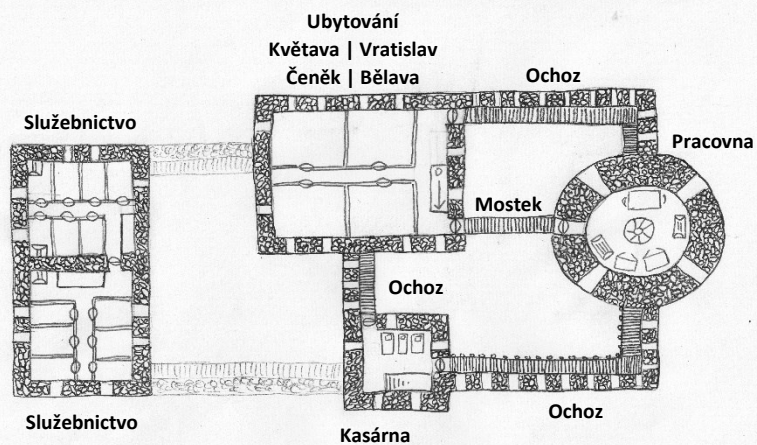 Ubytování
Květava | Vratislav
Čeněk | Bělava
Ochoz
Služebnictvo
Pracovna
Mostek
Ochoz
Služebnictvo
Kasárna
Ochoz